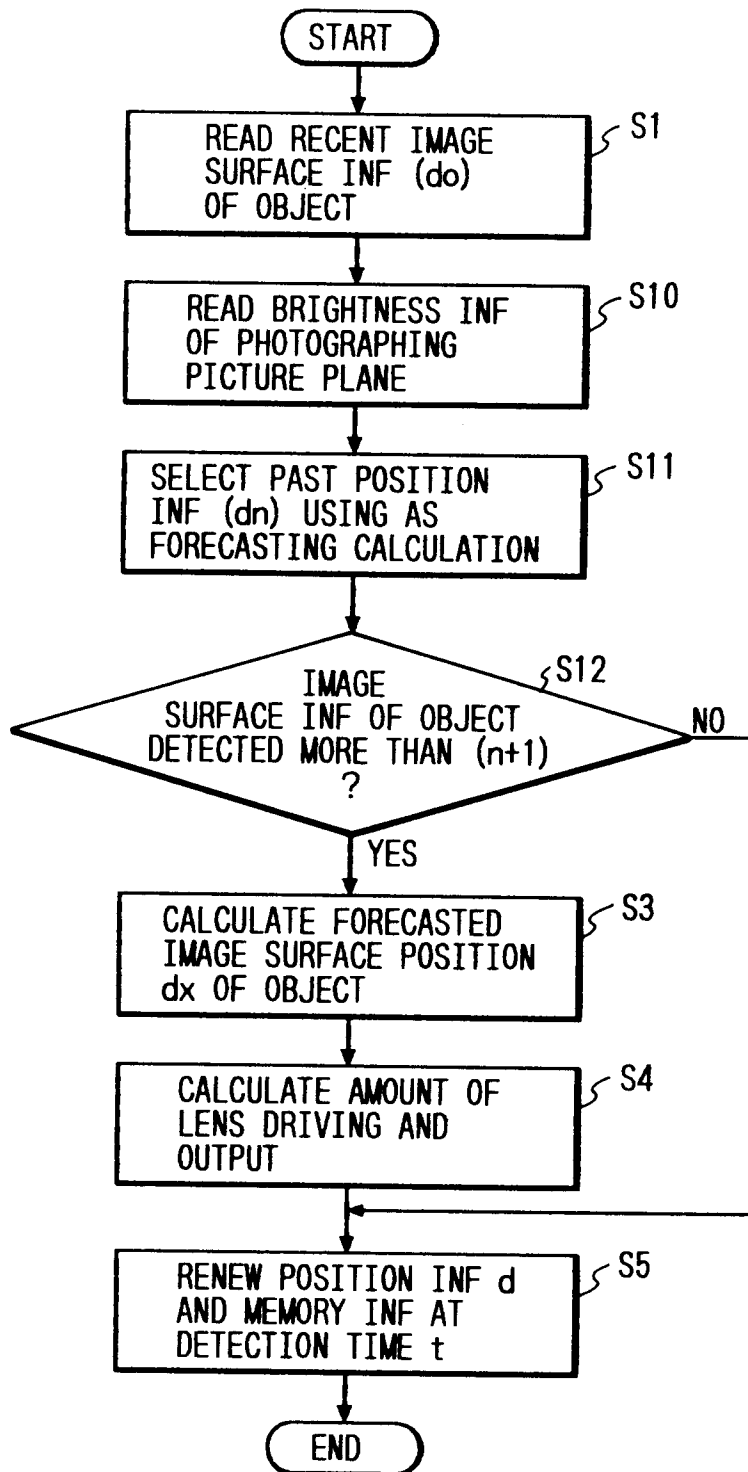 START
READ RECENT IMAGE
SURFACE INF (do)
OF OBJECT
S1
READ BRIGHTNESS INF
OF PHOTOGRAPHING
PICTURE PLANE
S10
SELECT PAST POSITION
INF (dn) USING AS
FORECASTING CALCULATION
S11
IMAGE
SURFACE INF OF OBJECT
DETECTED MORE THAN (n+1)
?
S12
NO
YES
CALCULATE FORECASTED
IMAGE SURFACE POSITION
dx OF OBJECT
S3
CALCULATE AMOUNT OF
LENS DRIVING AND
OUTPUT
S4
RENEW POSITION INF d
AND MEMORY INF AT
DETECTION TIME t
S5
END